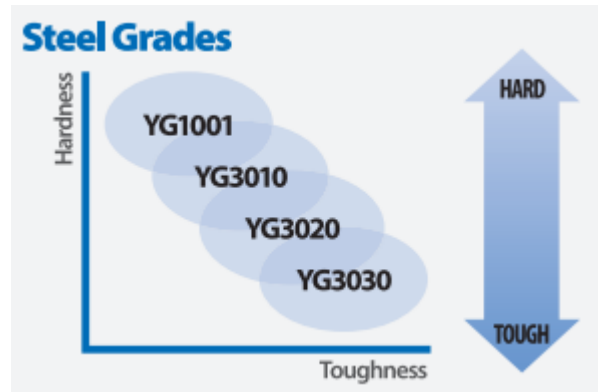 Steel Grades
Hardness
YG1001
YG3010
YG3020
YG3030
Toughness
HARD
TOUGH